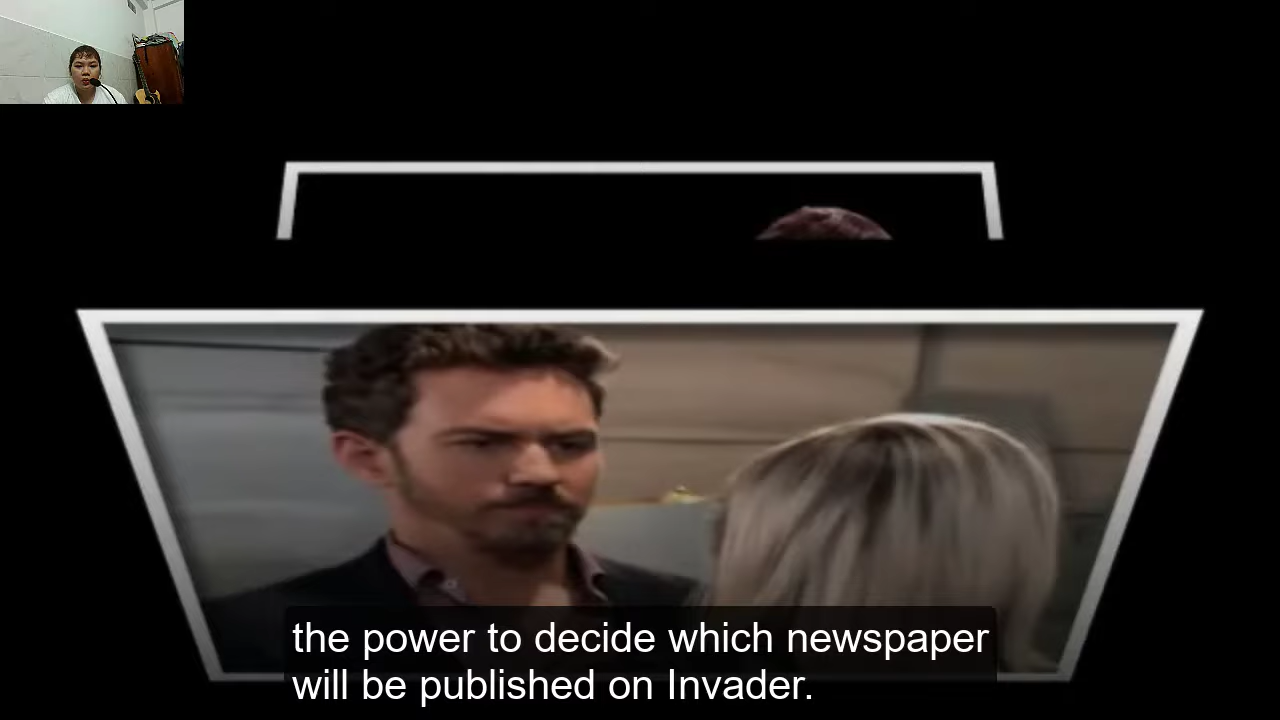 the power to decide which newspaper
will be published on Invader.